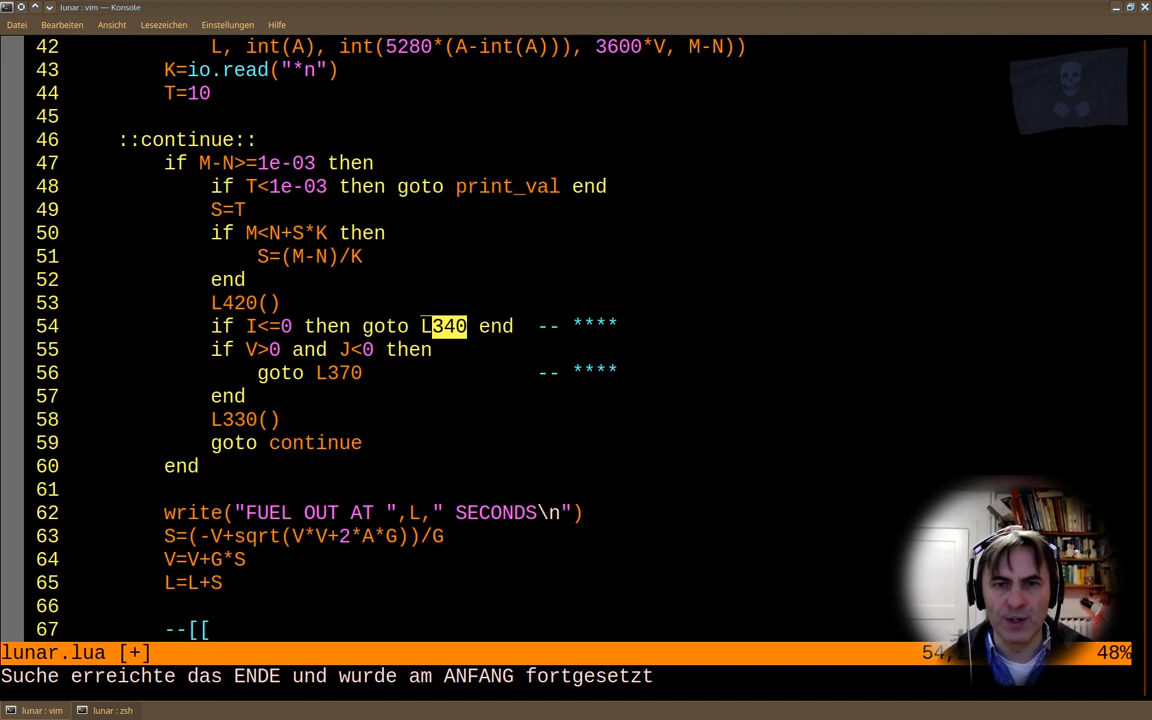 lunar : vim — Konsole
Datei Bearbeiten Ansicht Lesezeichen Einstellungen Hilfe
42 L, int(A), int(5280*(A-int(A))), 3600*V, M-N))
43 K=io.read("*n")
44 T=10
45
46 ::continue::
47 if M-N>=1e-03 then
48 if T<1e-03 then goto print_val end
49 S=T
50 if M<N+S*K then
51 S=(M-N)/K
52 end
53 L420()
54 if I<=0 then goto L340 end -- ****
55 if V>0 and J<0 then
56 goto L370 -- ****
57 end
58 L330()
59 goto continue
60 end
61
62 write("FUEL OUT AT ",L," SECONDS\n")
63 S=(-V+sqrt(V*V+2*A*G))/G
64 V=V+G*S
65 L=L+S
66
67 --[[
lunar.lua [+] 54, 48%
Suche erreichte das ENDE und wurde am ANFANG fortgesetzt
lunar : vim lunar : zsh